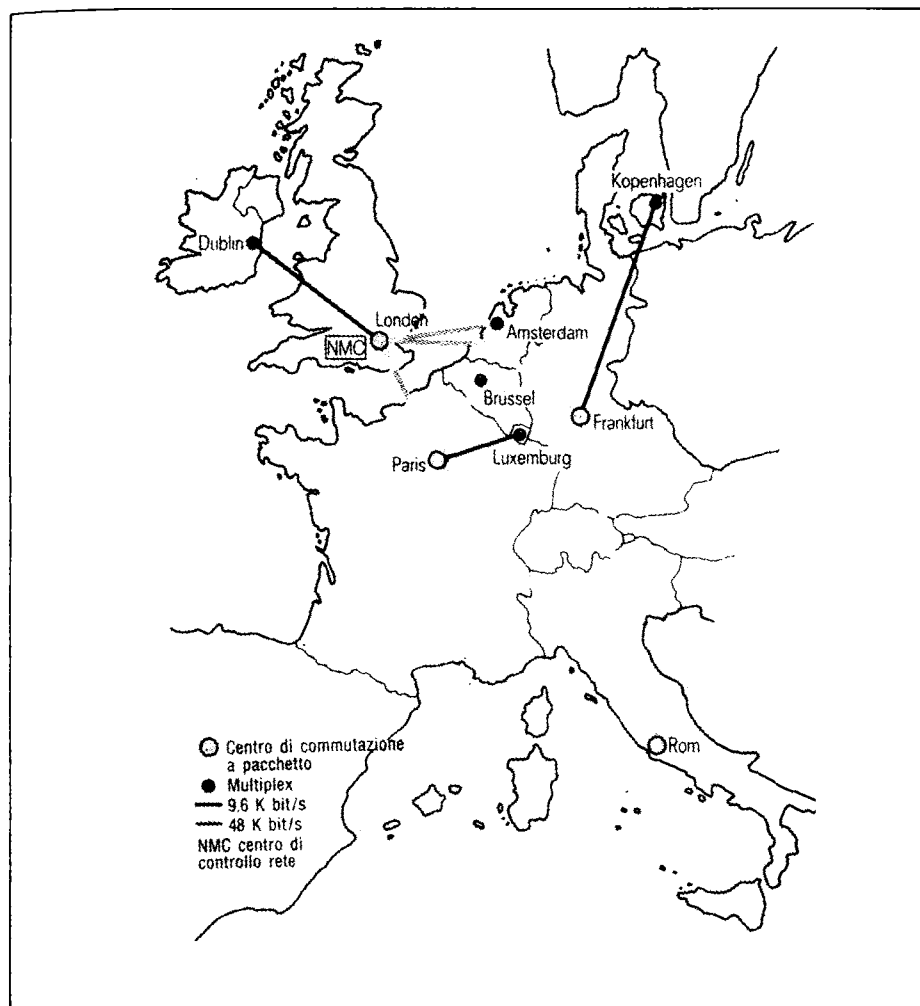 Kopenhagen
Dublin
London
NMC
Amsterdam
Brüssel
Frankfurt
Paris
Luxemburg
Rom
Centro di commutazione
a pacchetto
Multiplex
9.6 K bit/s
48 K bit/s
NMC centro di
controllo rete